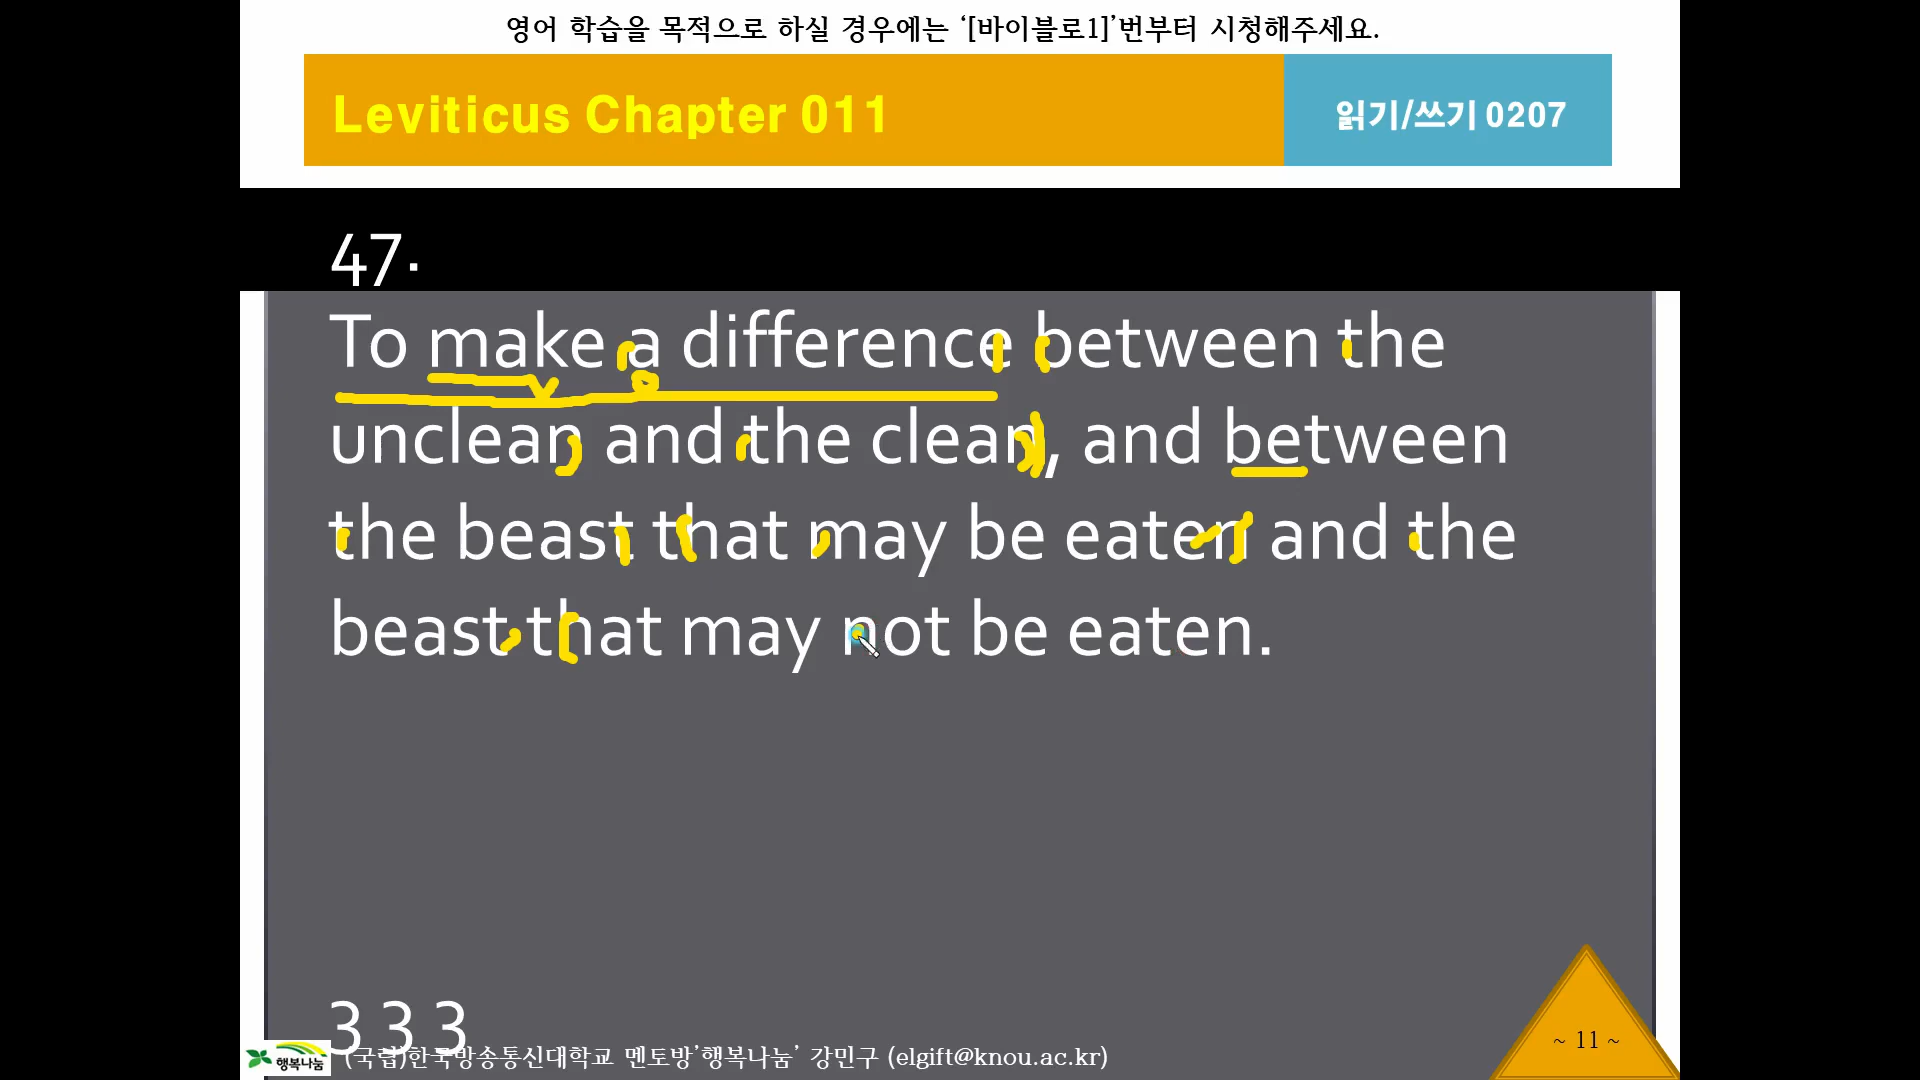 영어 학습을 목적으로 하실 경우에는 ‘[바이블로1]’번부터 시청해주세요.
Leviticus Chapter 011
읽기/쓰기 0207
47.
To make a difference between the
unclean and the clean, and between
the beast that may be eaten and the
beast that may not be eaten.
3 3 3
행복나눔
(국립)한국방송통신대학교 멘토방’행복나눔’ 강민구 (elgift@knou.ac.kr)
~ 11 ~